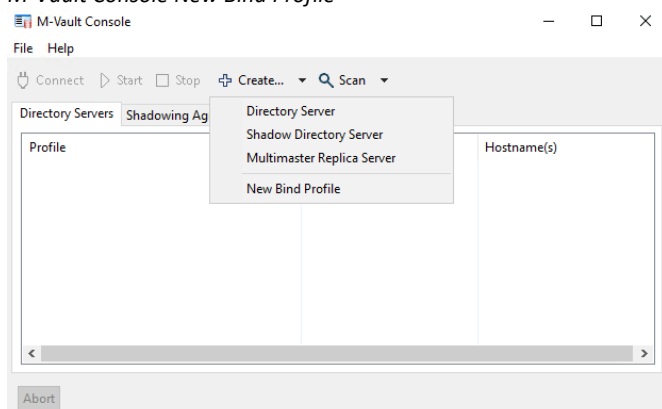 M-Vault Console New Bind Profile
M-Vault Console
File Help
Connect Start Stop Create... Scan
Directory Servers Shadowing Ag
Directory Server
Shadow Directory Server
Multimaster Replica Server
New Bind Profile
Profile Hostname(s)
Abort